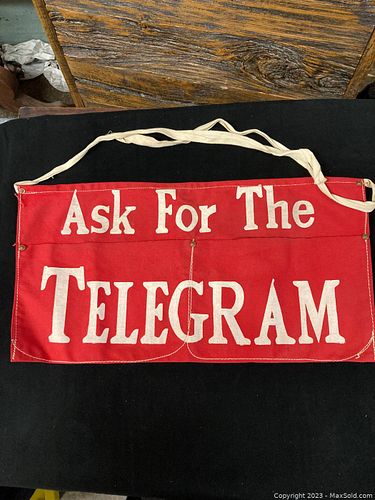 Ask For The
TELEGRAM
Copyright 2023 - MaxSold.com